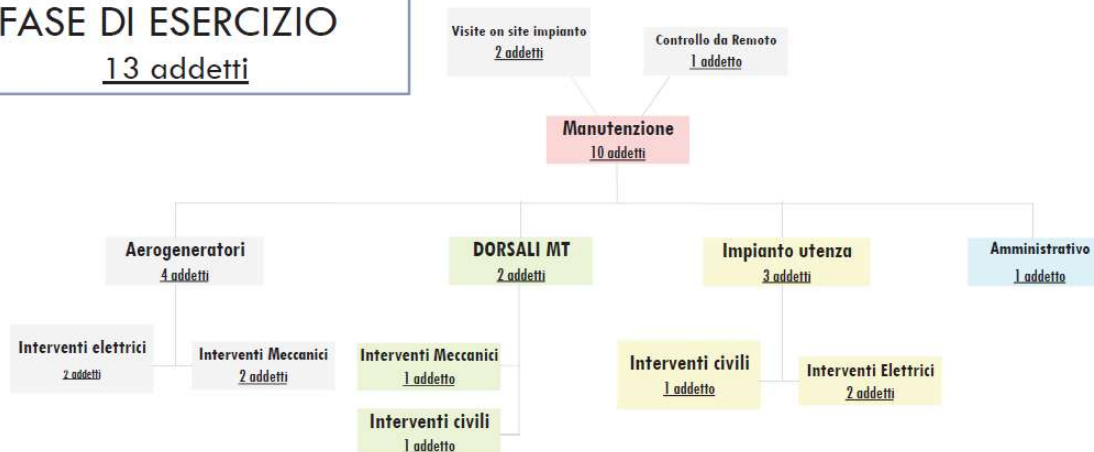 FASE DI ESERCIZIO
13 addetti
Visite on site impianto
2 addetti
Controllo da Remoto
1 addetto
Manutenzione
10 addetti
Aerogeneratori
4 addetti
DORSALI MT
2 addetti
Impianto utenza
3 addetti
Amministrativo
1 addetto
Interventi elettrici
2 addetti
Interventi Meccanici
2 addetti
Interventi Meccanici
1 addetto
Interventi civili
1 addetto
Interventi civili
1 addetto
Interventi Elettrici
2 addetti